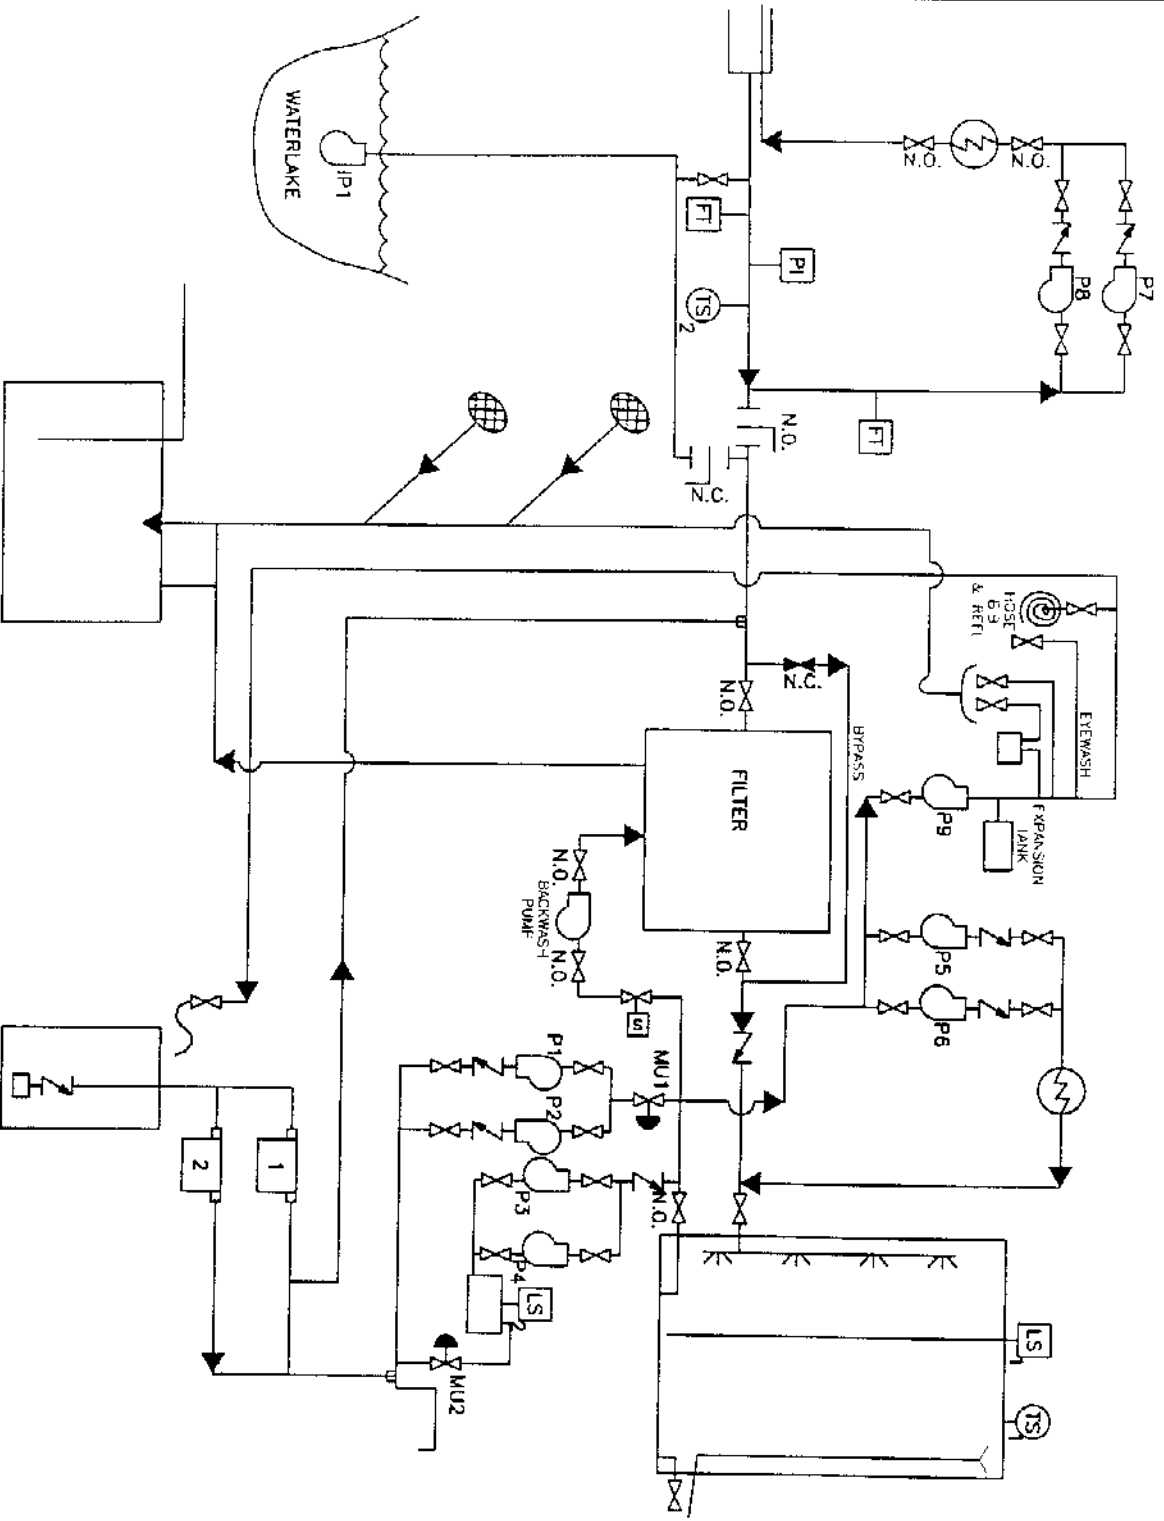 WATERLAKE
IP1
FT
PI
TS
2
N.O.
N.O.
P7
P8
FT
N.O.
N.C.
HOSE
& REEL
EYEWASH
EXPANSION
TANK
P9
N.C.
N.O.
BYPASS
FILTER
N.O.
BACKWASH
PUMP
N.O.
N.O.
S
P5
P6
P1
P2
MU1
P3
P4
N.O.
LS
MU2
1
2
LS
TS